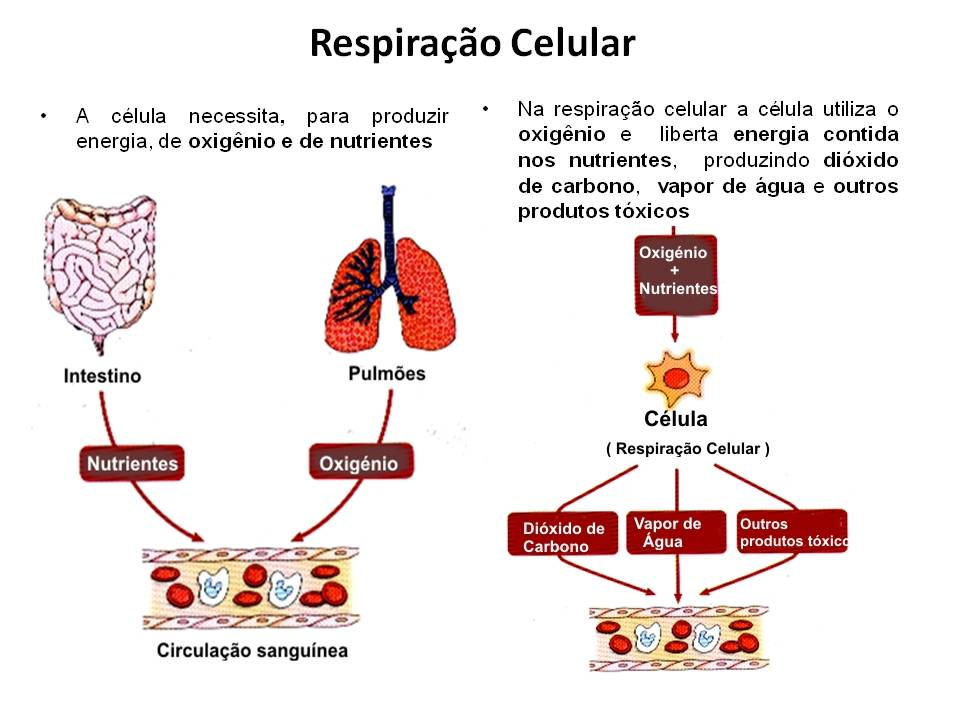 Respiração Celular
• A célula necessita, para produzir
energia, de oxigênio e de nutrientes
• Na respiração celular a célula utiliza o
oxigênio e liberta energia contida
nos nutrientes, produzindo dióxido
de carbono, vapor de água e outros
produtos tóxicos
Intestino
Pulmões
Nutrientes
Oxigénio
Circulação sanguínea
Oxigénio
+
Nutrientes
Célula
( Respiração Celular )
Dióxido de
Carbono
Vapor de
Água
Outros
produtos tóxico